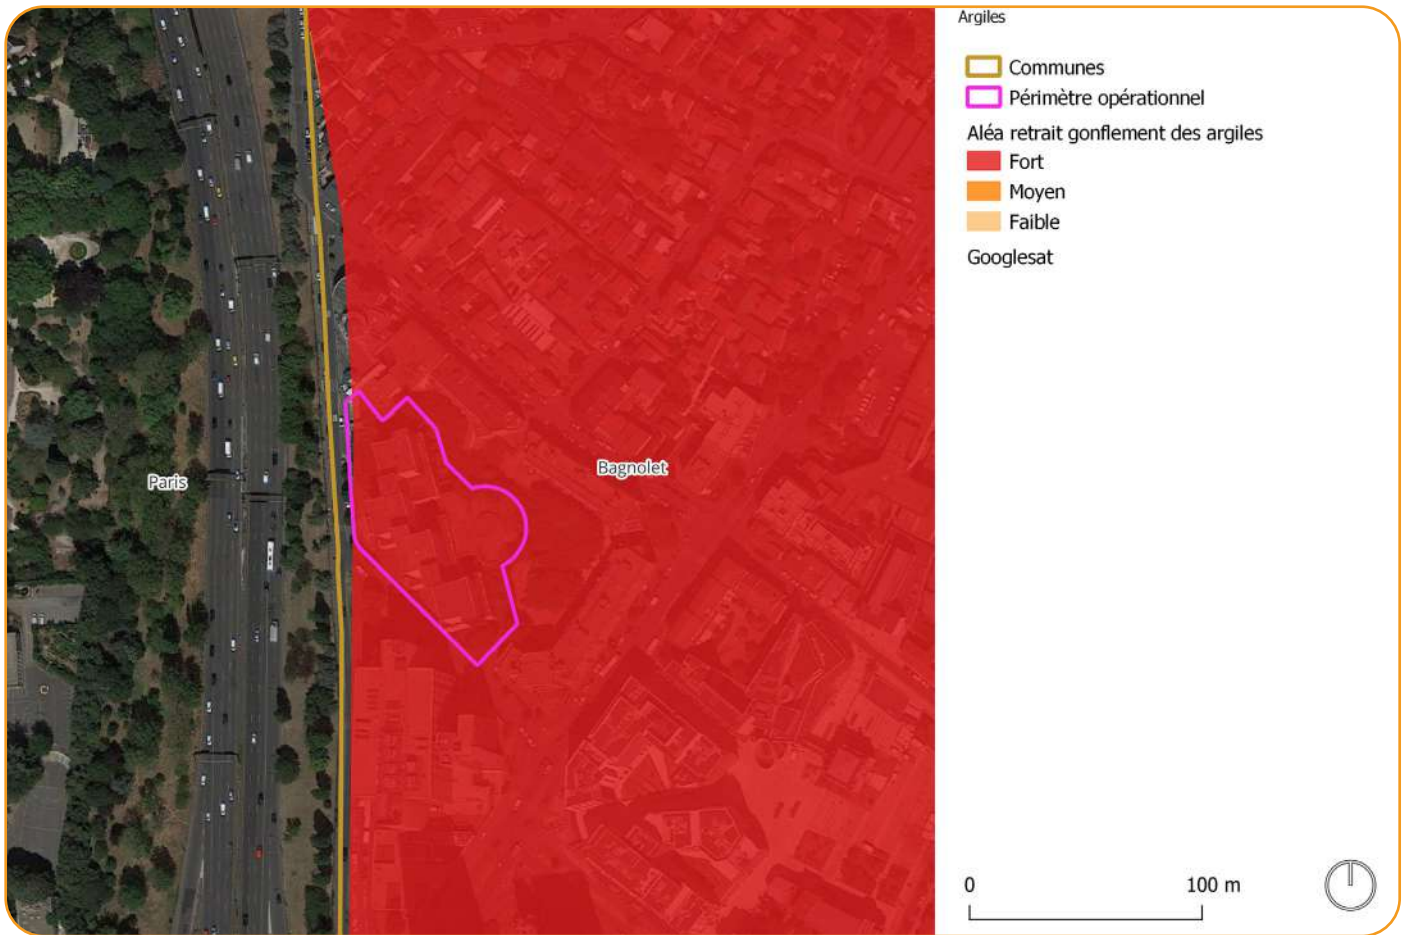 Argiles
Communes
Périmètre opérationnel
Aléa retrait gonflement des argiles
Fort
Moyen
Faible
Googlesat
Bagnolet
Paris
0 100 m